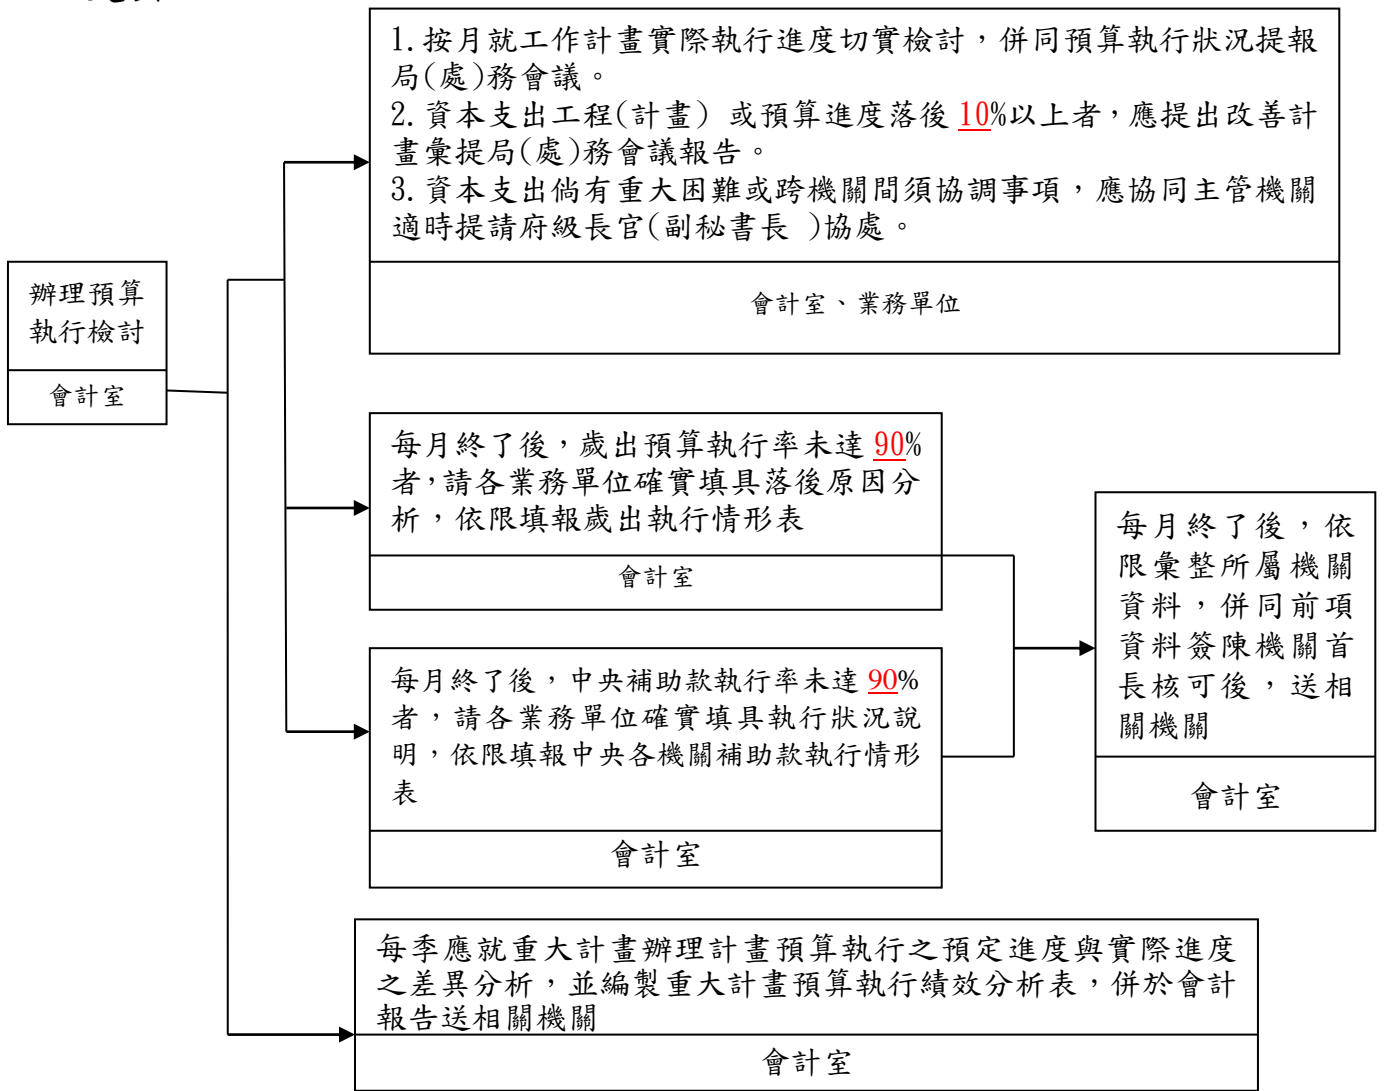 1.按月就工作計畫實際執行進度切實檢討，併同預算執行狀況提報
局(處)務會議。
2.資本支出工程(計畫) 或預算進度落後 10%以上者，應提出改善計
畫彙提局(處)務會議報告。
3.資本支出倘有重大困難或跨機關間須協調事項，應協同主管機關
適時提請府級長官(副秘書長 )協處。
會計室、業務單位
辦理預算
執行檢討
會計室
每月終了後，歲出預算執行率未達 90%
者，請各業務單位確實填具落後原因分
析，依限填報歲出執行情形表
會計室
每月終了後，中央補助款執行率未達 90%
者，請各業務單位確實填具執行狀況說
明，依限填報中央各機關補助款執行情形
表
會計室
每月終了後，依
限彙整所屬機關
資料，併同前項
資料簽陳機關首
長核可後，送相
關機關
會計室
每季應就重大計畫辦理計畫預算執行之預定進度與實際進度
之差異分析，並編製重大計畫預算執行績效分析表，併於會計
報告送相關機關
會計室